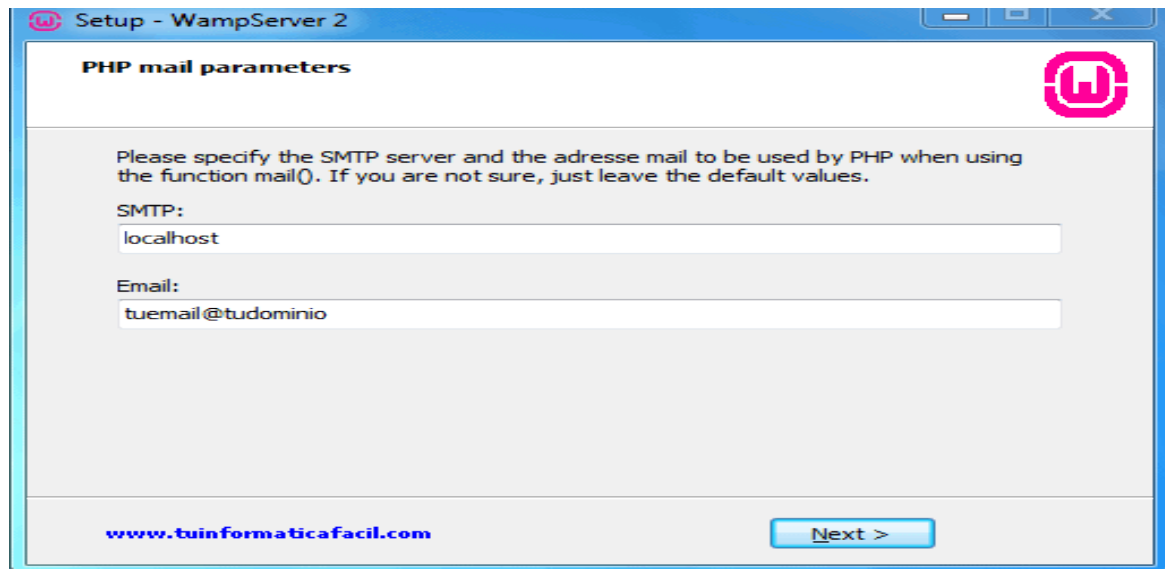 Setup - WampServer 2
PHP mail parameters
Please specify the SMTP server and the adresse mail to be used by PHP when using
the function mail(). If you are not sure, just leave the default values.
SMTP:
localhost
Email:
tuemail@tudominio
www.tuinformaticafacil.com
Next >